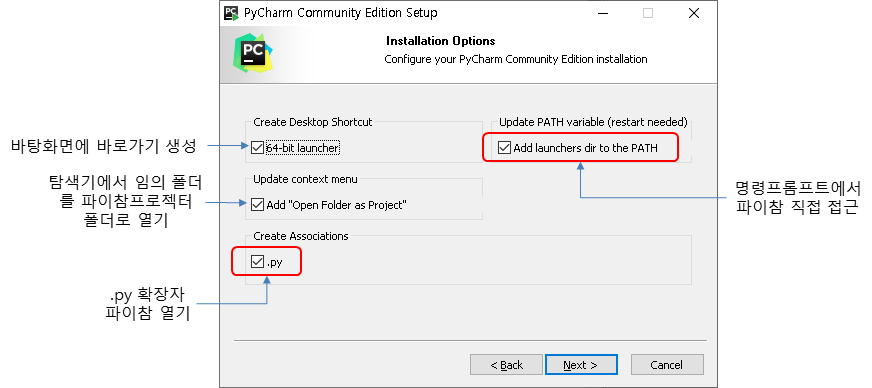 PyCharm Community Edition Setup
PC
Installation Options
Configure your PyCharm Community Edition installation
Create Desktop Shortcut
64-bit launcher
Update PATH variable (restart needed)
Add launchers dir to the PATH
바탕화면에 바로가기 생성
탐색기에서 임의 폴더
를 파이참프로젝터
폴더로 열기
Update context menu
Add "Open Folder as Project"
명령프롬프트에서
파이참 직접 접근
Create Associations
.py
.py 확장자
파이참 열기
< Back
Next >
Cancel